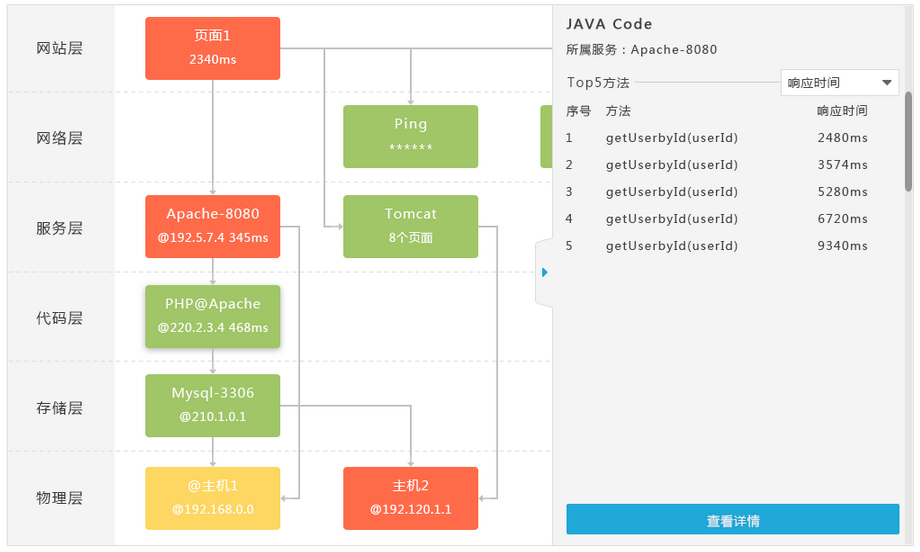 网站层
页面1
2340ms
网络层
Ping
******
服务层
Apache-8080
@192.5.7.4 345ms
Tomcat
8个页面
代码层
PHP@Apache
@220.2.3.4 468ms
存储层
Mysql-3306
@210.1.0.1
物理层
@主机1
@192.168.0.0
主机2
@192.120.1.1
JAVA Code
所属服务：Apache-8080
Top5方法 响应时间
序号 方法 响应时间
1 getUserbyId(userId) 2480ms
2 getUserbyId(userId) 3574ms
3 getUserbyId(userId) 5280ms
4 getUserbyId(userId) 6720ms
5 getUserbyId(userId) 9340ms
查看详情